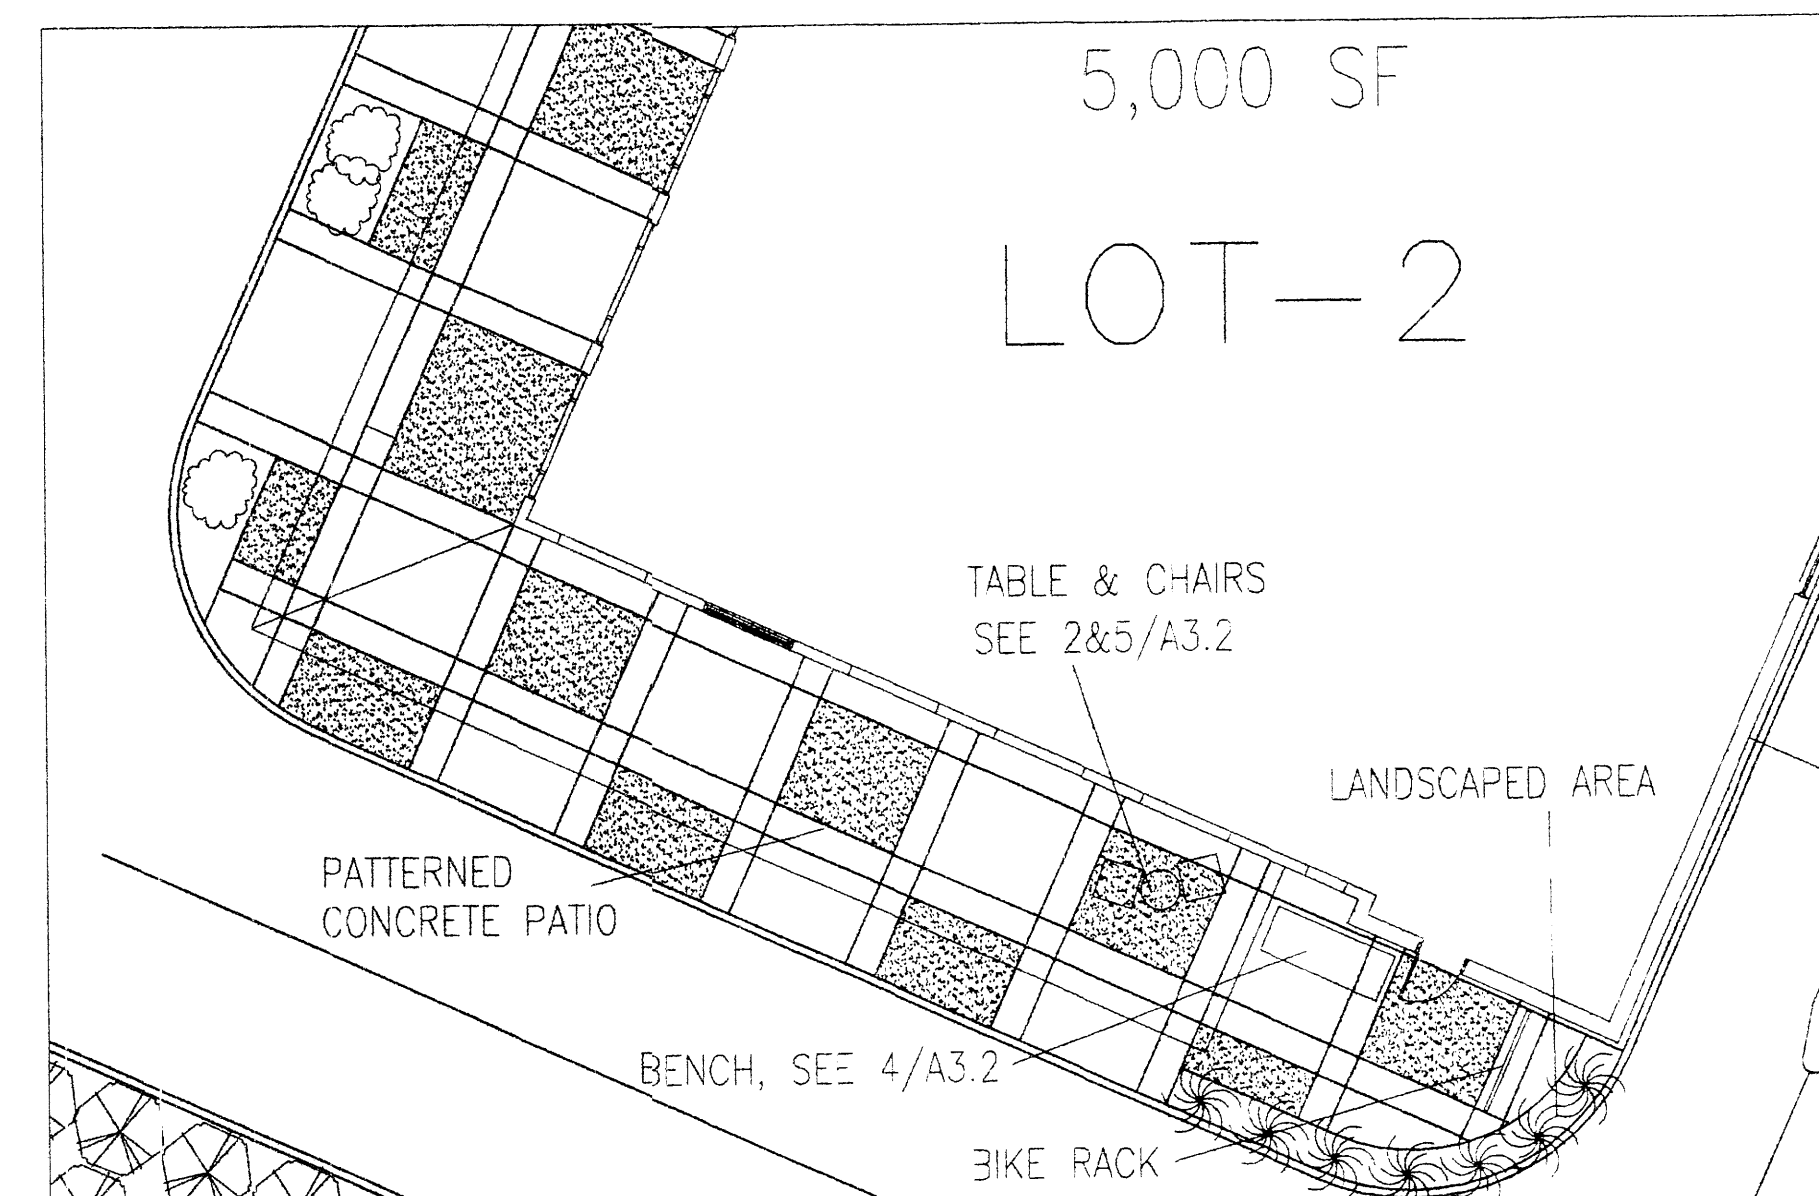 5,000 SF
LOT-2
TABLE & CHAIRS
SEE 2&5/A3.2
LANDSCAPED AREA
PATTERNED
CONCRETE PATIO
BENCH, SEE 4/A3.2
BIKE RACK